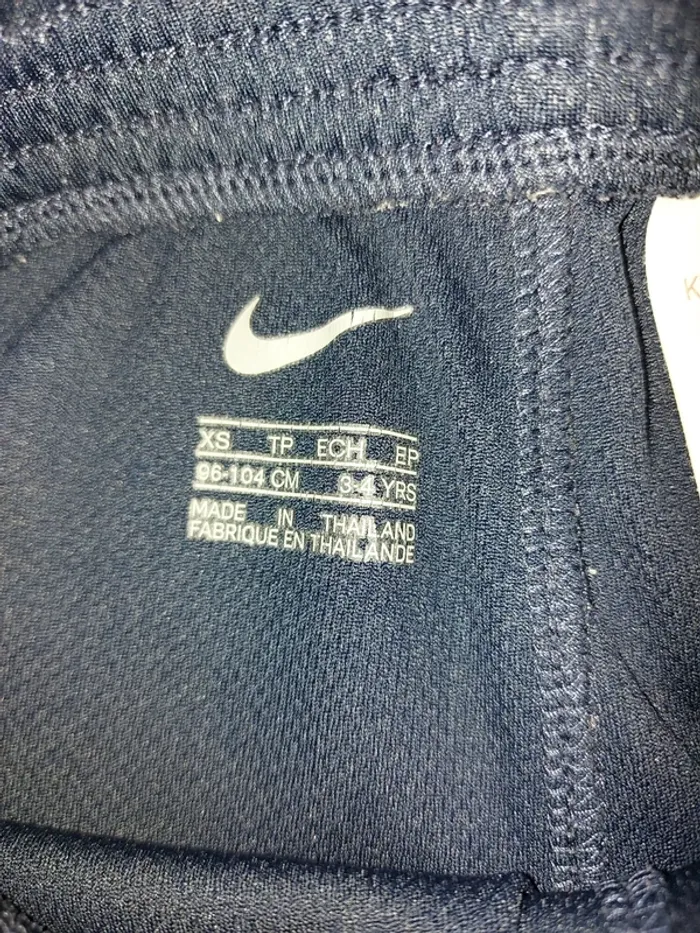 XS TP ECH EP
96-104 CM 3-4 YRS
MADE IN THAILAND
FABRIQUE EN THAILANDE
K